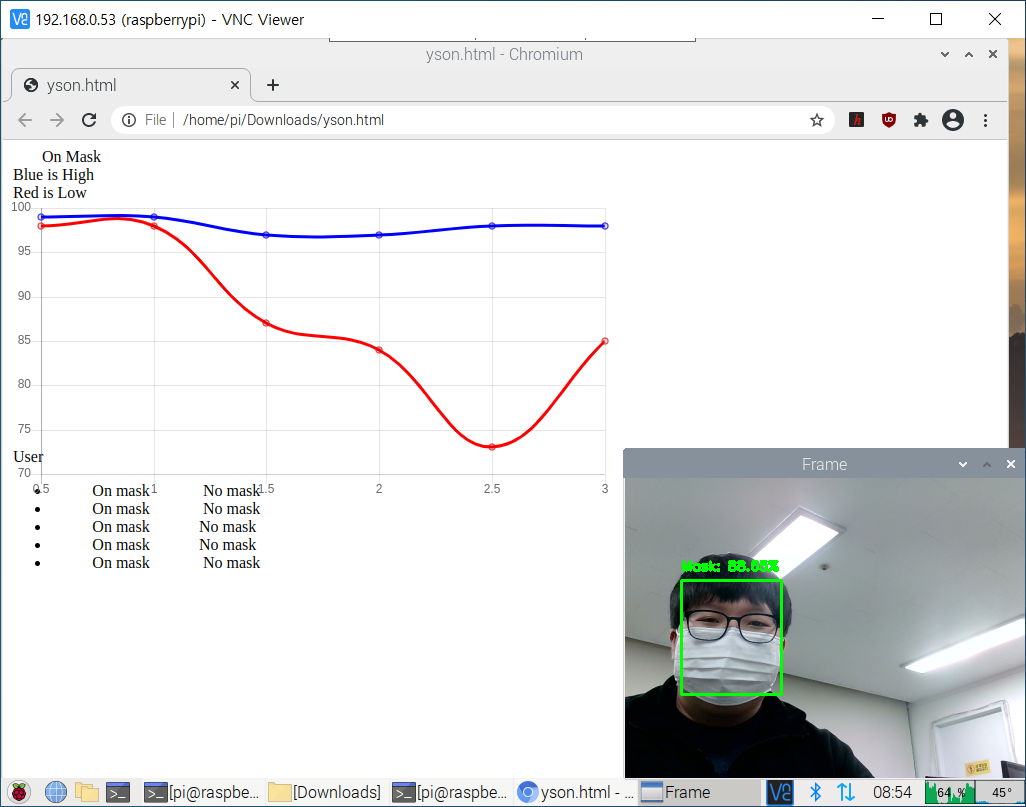 192.168.0.53 (raspberrypi) - VNC Viewer
yson.html - Chromium
yson.html
File | /home/pi/Downloads/yson.html
On Mask
Blue is High
Red is Low
100
95
90
85
80
75
User
70
0.5 1 1.5 2 2.5 3
On mask No mask
On mask No mask
On mask No mask
On mask No mask
On mask No mask
Frame
Mask:
[pi@raspbe... [Downloads] [pi@raspbe... yson.html - ... Frame 08:54 64 % 45°